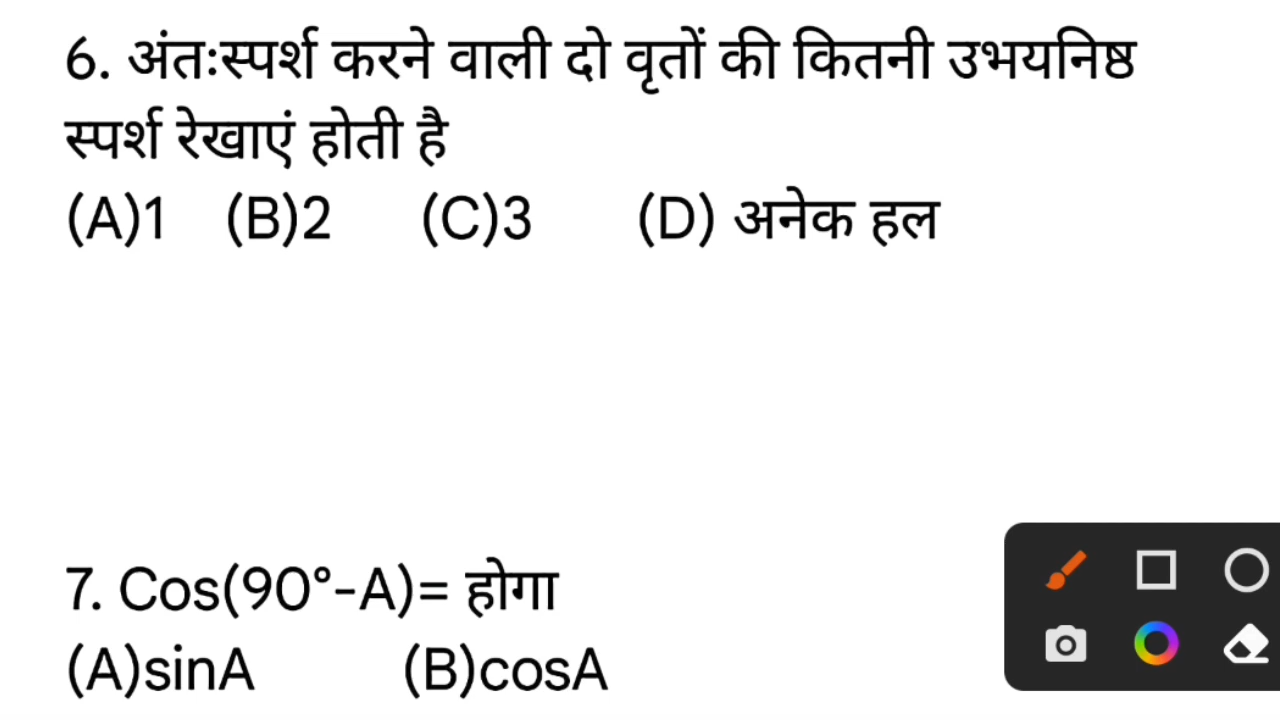 6. अंतःस्पर्श करने वाली दो वृतों की कितनी उभयनिष्ठ
स्पर्श रेखाएं होती है
(A)1 (B)2 (C)3 (D) अनेक हल
7. Cos(90°-A)= होगा
(A)sinA (B)cosA